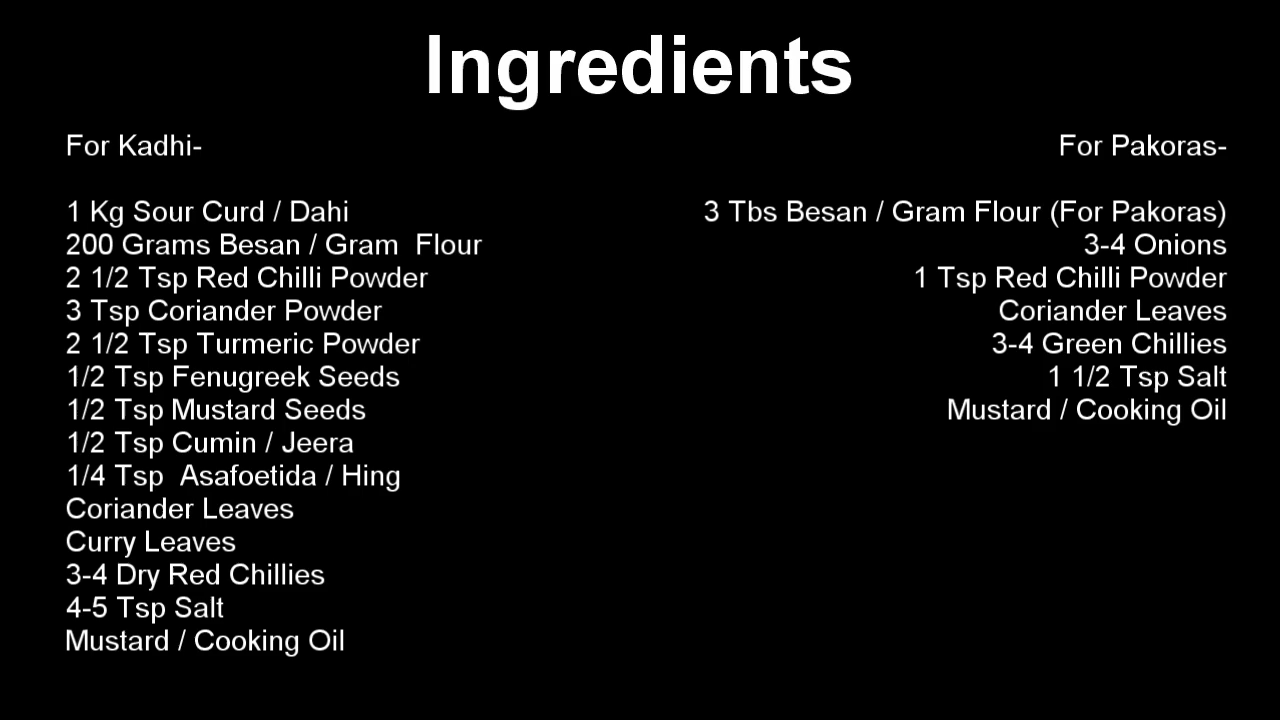 Ingredients
For Kadhi-
1 Kg Sour Curd / Dahi
200 Grams Besan / Gram  Flour
2 1/2 Tsp Red Chilli Powder
3 Tsp Coriander Powder
2 1/2 Tsp Turmeric Powder
1/2 Tsp Fenugreek Seeds
1/2 Tsp Mustard Seeds
1/2 Tsp Cumin / Jeera
1/4 Tsp  Asafoetida / Hing
Coriander Leaves
Curry Leaves
3-4 Dry Red Chillies
4-5 Tsp Salt
Mustard / Cooking Oil
For Pakoras-
3 Tbs Besan / Gram Flour (For Pakoras)
3-4 Onions
1 Tsp Red Chilli Powder
Coriander Leaves
3-4 Green Chillies
1 1/2 Tsp Salt
Mustard / Cooking Oil